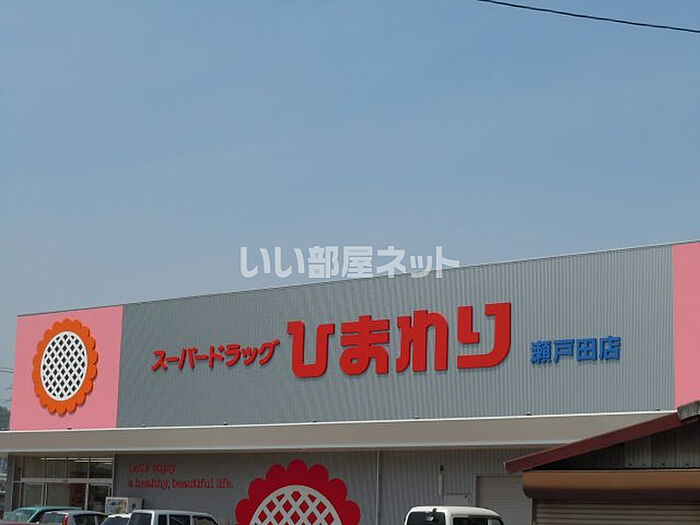 いい部屋ネット
スーパードラッグ ひまわり 瀬戸田店
Let's enjoy
a healthy, beautiful life.